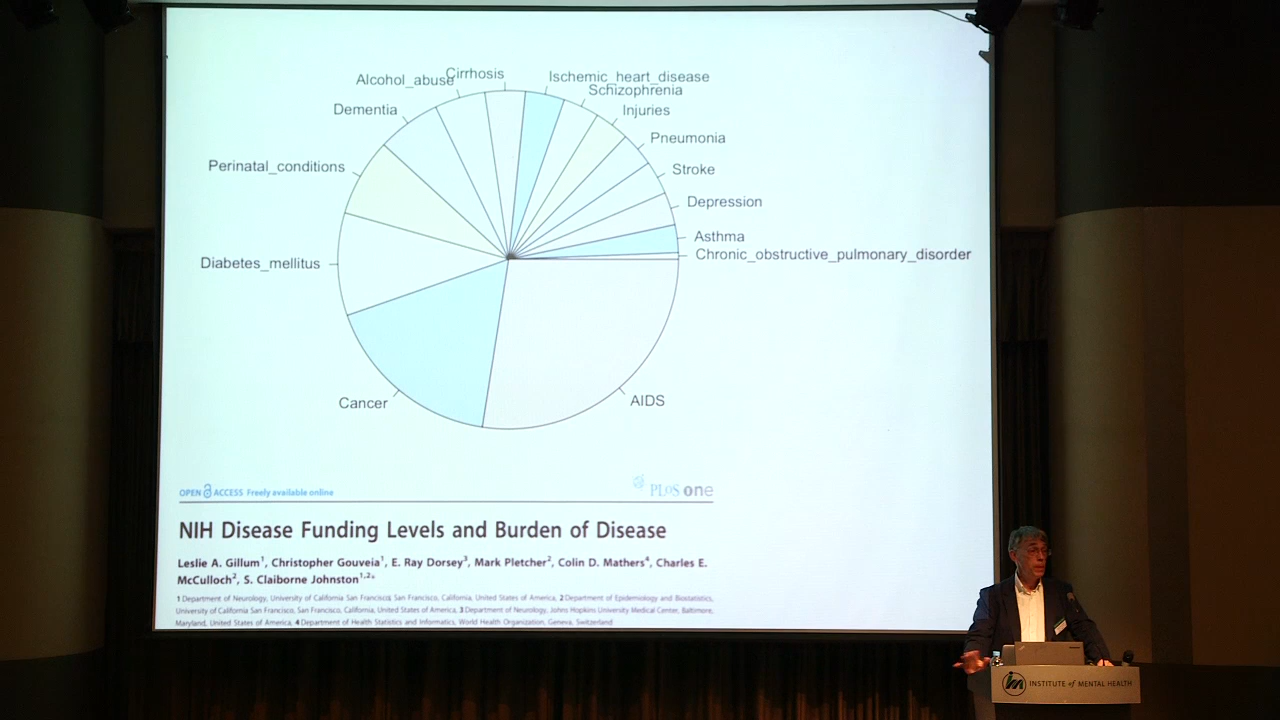 Cirrhosis
Alcohol_abuse
Ischemic_heart_disease
Schizophrenia
Dementia
Injuries
Pneumonia
Perinatal_conditions
Stroke
Depression
Asthma
Chronic_obstructive_pulmonary_disorder
Diabetes_mellitus
Cancer
AIDS
OPEN ACCESS Freely available online
PLoS one
NIH Disease Funding Levels and Burden of Disease
Leslie A. Gillum1, Christopher Gouveia1, E. Ray Dorsey3, Mark Pletcher2, Colin D. Mathers4, Charles E.
McCulloch2, S. Claiborne Johnston1,2*
1 Department of Neurology, University of California San Francisco, San Francisco, California, United States of America, 2 Department of Epidemiology and Biostatistics,
University of California San Francisco, San Francisco, California, United States of America, 3 Department of Neurology, Johns Hopkins University Medical Center, Baltimore,
Maryland, United States of America, 4 Department of Health Statistics and Informatics, World Health Organization, Geneva, Switzerland
im INSTITUTE of MENTAL HEALTH